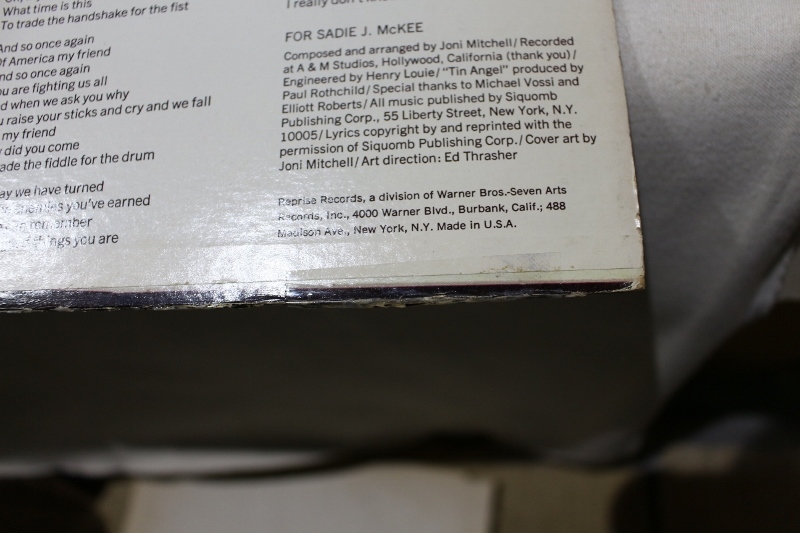 What time is this
To trade the handshake for the fist
And so once again
Of America my friend
And so once again
are fighting us all
when we ask you why
raise your sticks and cry and we fall
my friend
did you come
trade the fiddle for the drum
we have turned
you've earned
remember
things you are
I really don't
FOR SADIE J. McKEE
Composed and arranged by Joni Mitchell/Recorded
at A & M Studios, Hollywood, California (thank you)/
Engineered by Henry Louie/"Tin Angel" produced by
Paul Rothchild/Special thanks to Michael Vossi and
Elliott Roberts/All music published by Siquomb
Publishing Corp., 55 Liberty Street, New York, N.Y.
10005/Lyrics copyright by and reprinted with the
permission of Siquomb Publishing Corp./Cover art by
Joni Mitchell/Art direction: Ed Thrasher
Reprise Records, a division of Warner Bros.-Seven Arts
Records, Inc., 4000 Warner Blvd., Burbank, Calif.; 488
Madison Ave., New York, N.Y. Made in U.S.A.